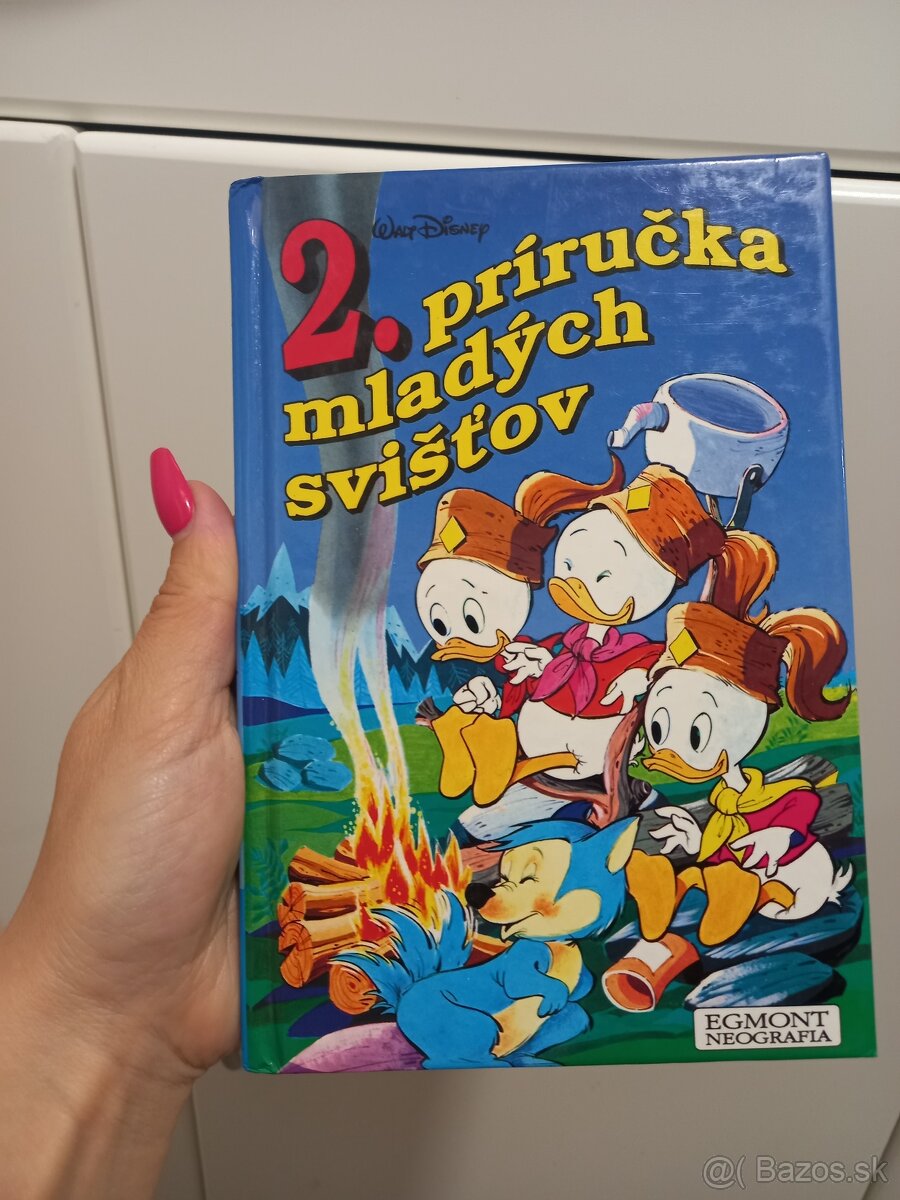 Walt Disney
2. príručka
mladých
svišťov
EGMONT
NEOGRAFIA
@( Bazos.sk